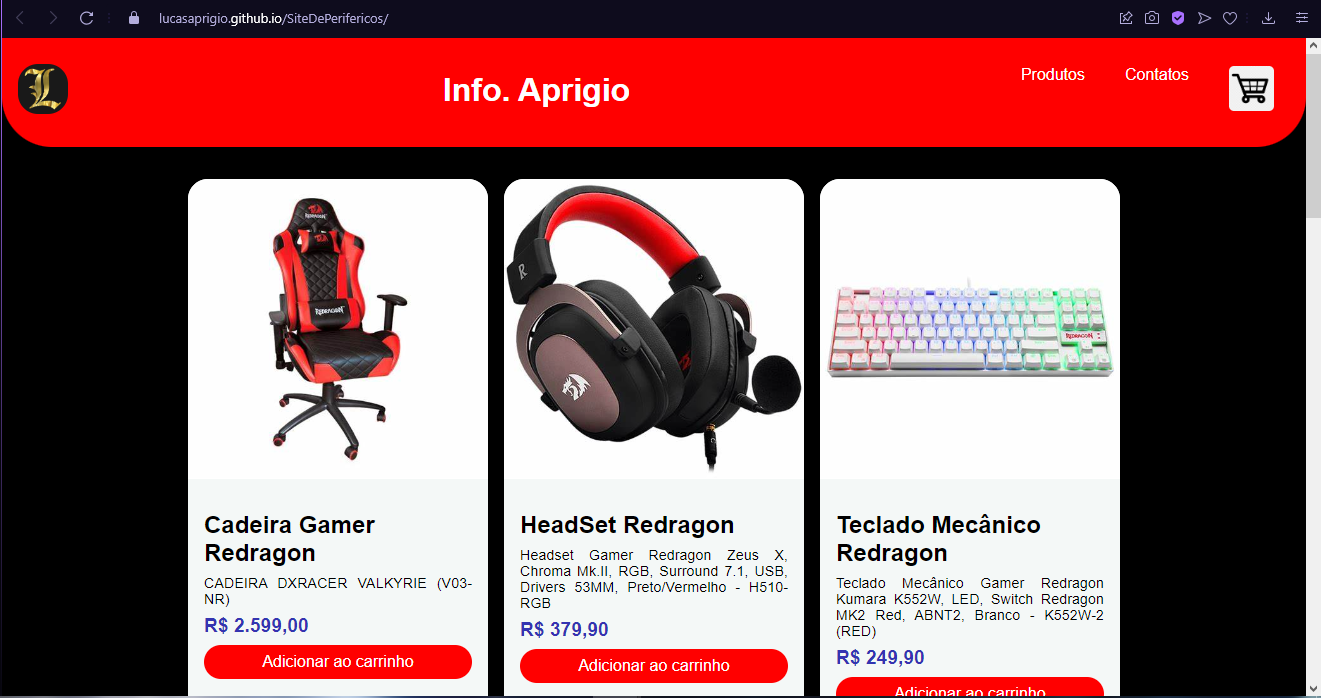 lucasaprigio.github.io/SiteDePerifericos/
L
Info. Aprigio
Produtos
Contatos
REDRAGON
REDRAGON
R
REDRAGON
Cadeira Gamer
Redragon
CADEIRA DXRACER VALKYRIE (V03-
NR)
R$ 2.599,00
Adicionar ao carrinho
HeadSet Redragon
Headset Gamer Redragon Zeus X,
Chroma Mk.II, RGB, Surround 7.1, USB,
Drivers 53MM, Preto/Vermelho - H510-
RGB
R$ 379,90
Adicionar ao carrinho
Teclado Mecânico
Redragon
Teclado Mecânico Gamer Redragon
Kumara K552W, LED, Switch Redragon
MK2 Red, ABNT2, Branco - K552W-2
(RED)
R$ 249,90
Adicionar ao carrinho